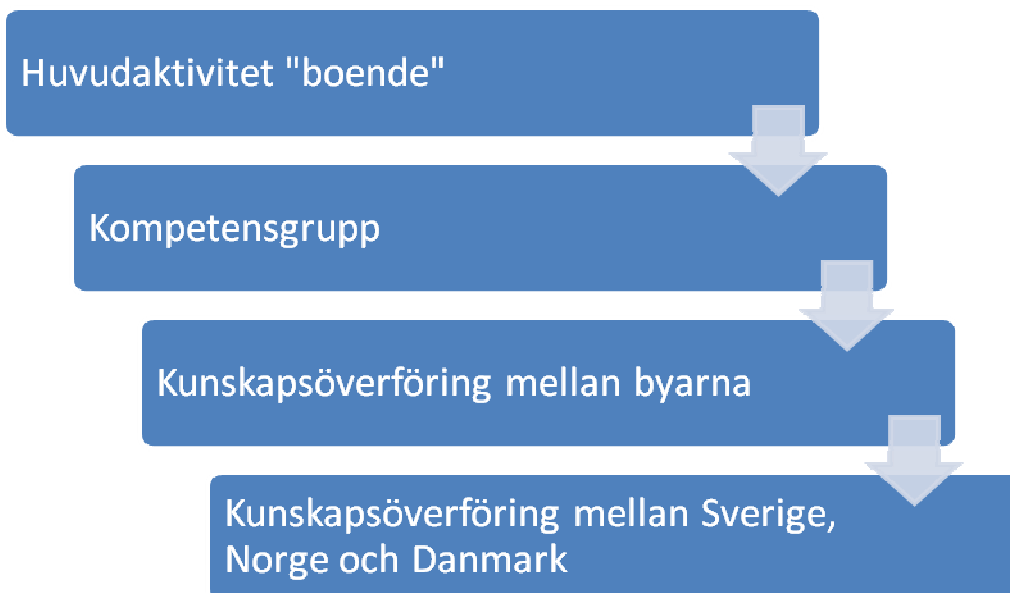 Huvudaktivitet "boende"
Kompetensgrupp
Kunskapsöverföring mellan byarna
Kunskapsöverföring mellan Sverige,
Norge och Danmark